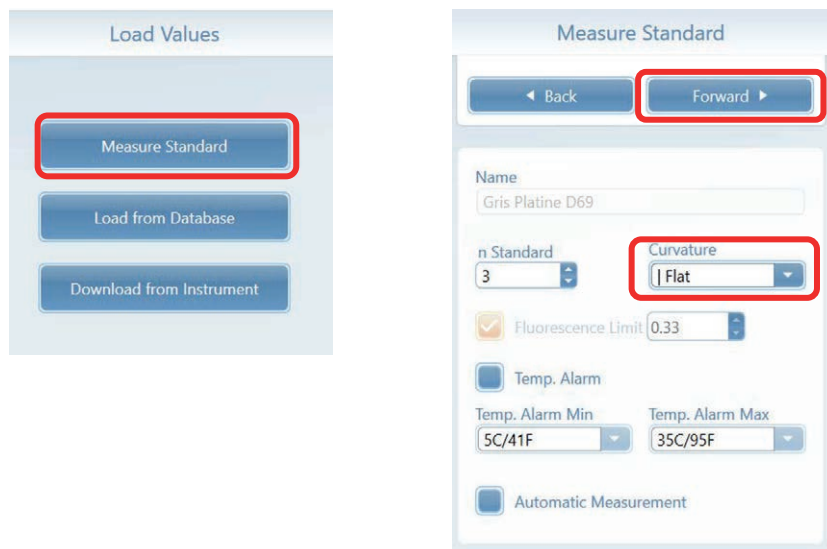 Load Values
Measure Standard
Load from Database
Download from Instrument
Measure Standard
Back
Forward
Name
Gris Platine D69
n Standard
Curvature
3
| Flat
Fluorescence Limit
0.33
Temp. Alarm
Temp. Alarm Min
Temp. Alarm Max
5C/41F
35C/95F
Automatic Measurement